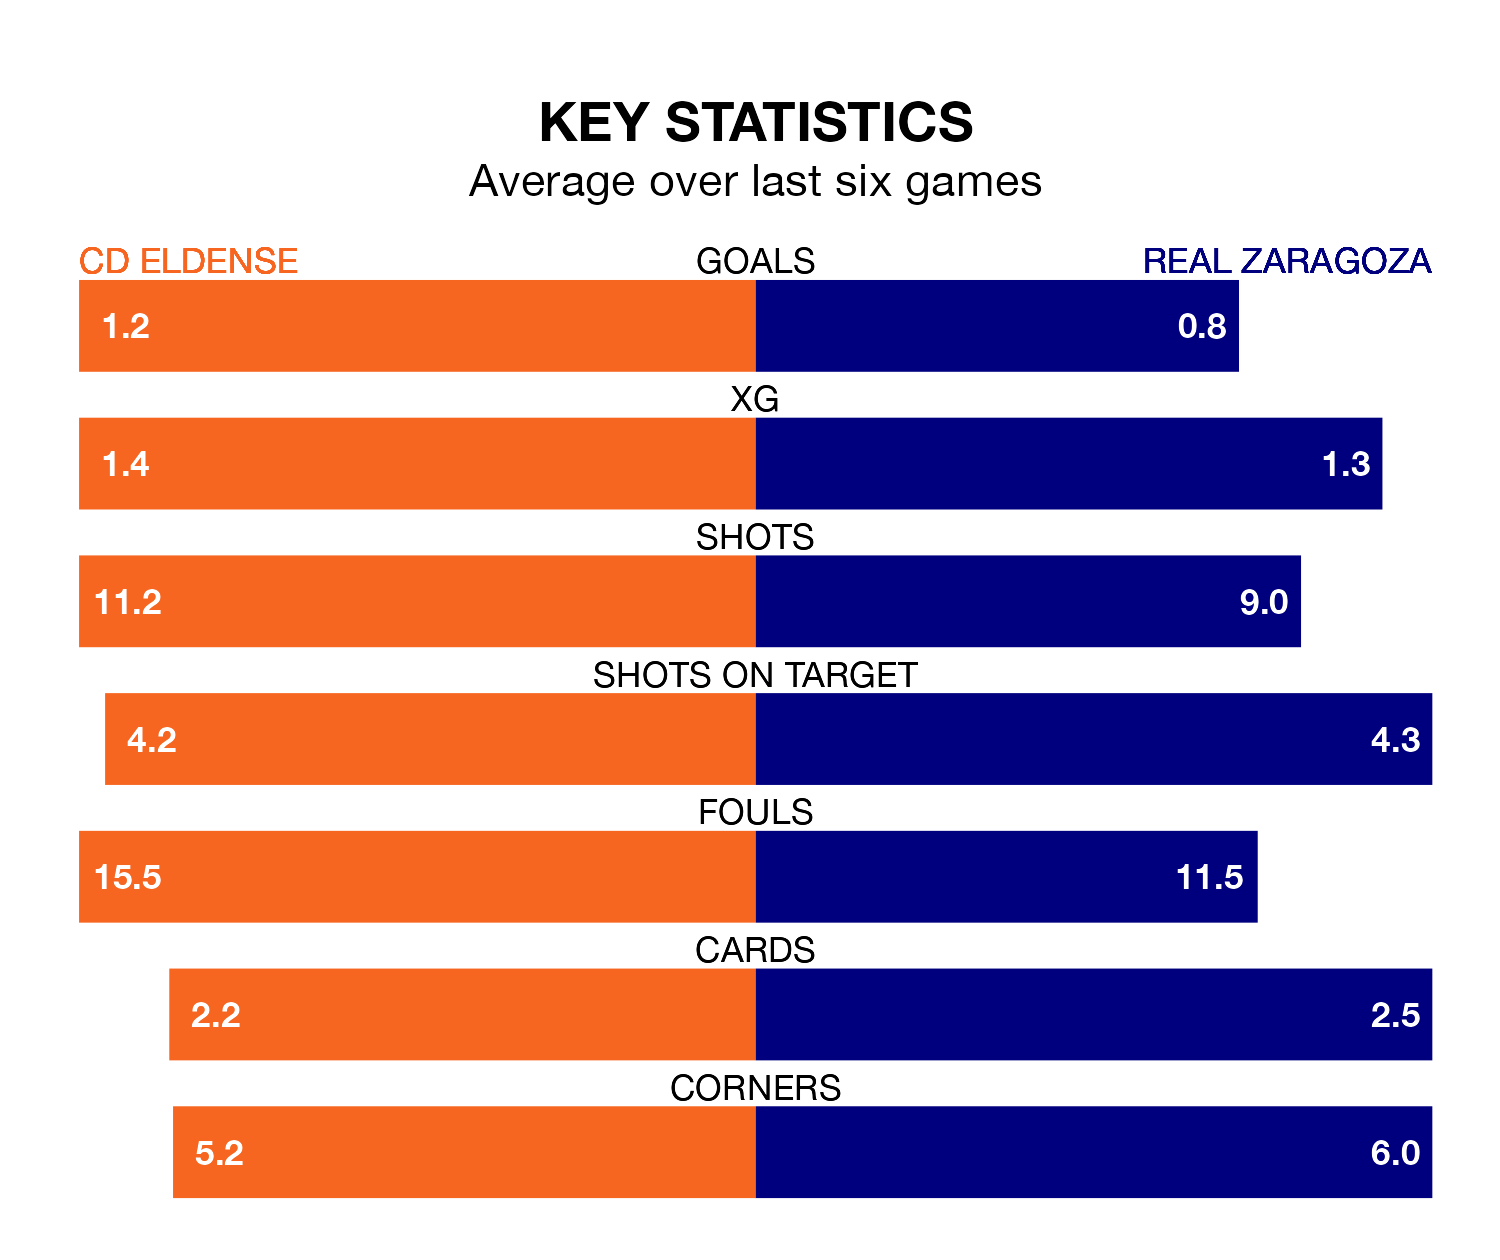 KEY STATISTICS
Average over last six games
CD ELDENSE GOALS REAL ZARAGOZA
1.2 0.8
XG
1.4 1.3
SHOTS
11.2 9.0
SHOTS ON TARGET
4.2 4.3
FOULS
15.5 11.5
CARDS
2.2 2.5
CORNERS
5.2 6.0